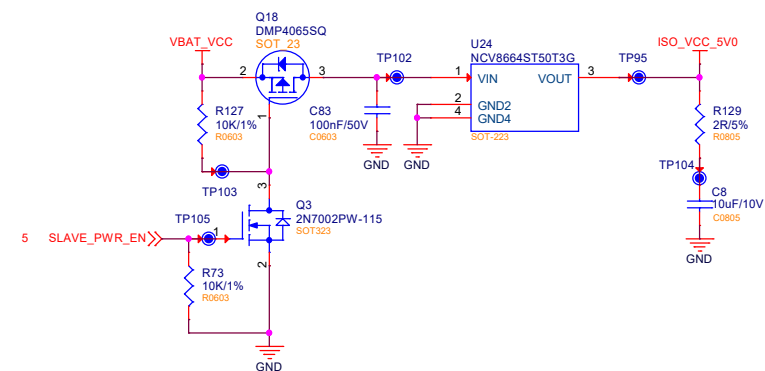 Q18
DMP4065SQ
SOT_23
VBAT_VCC
2
3
1
TP102
U24
NCV8664ST50T3G
1
VIN
VOUT
3
2
GND2
4
GND4
SOT-223
TP95
ISO_VCC_5V0
R127
10K/1%
R0603
C83
100nF/50V
C0603
GND
GND
R129
2R/5%
R0805
TP103
TP104
C8
10uF/10V
C0805
GND
3
Q3
2N7002PW-115
SOT323
TP105
1
5
SLAVE_PWR_EN
2
R73
10K/1%
R0603
GND